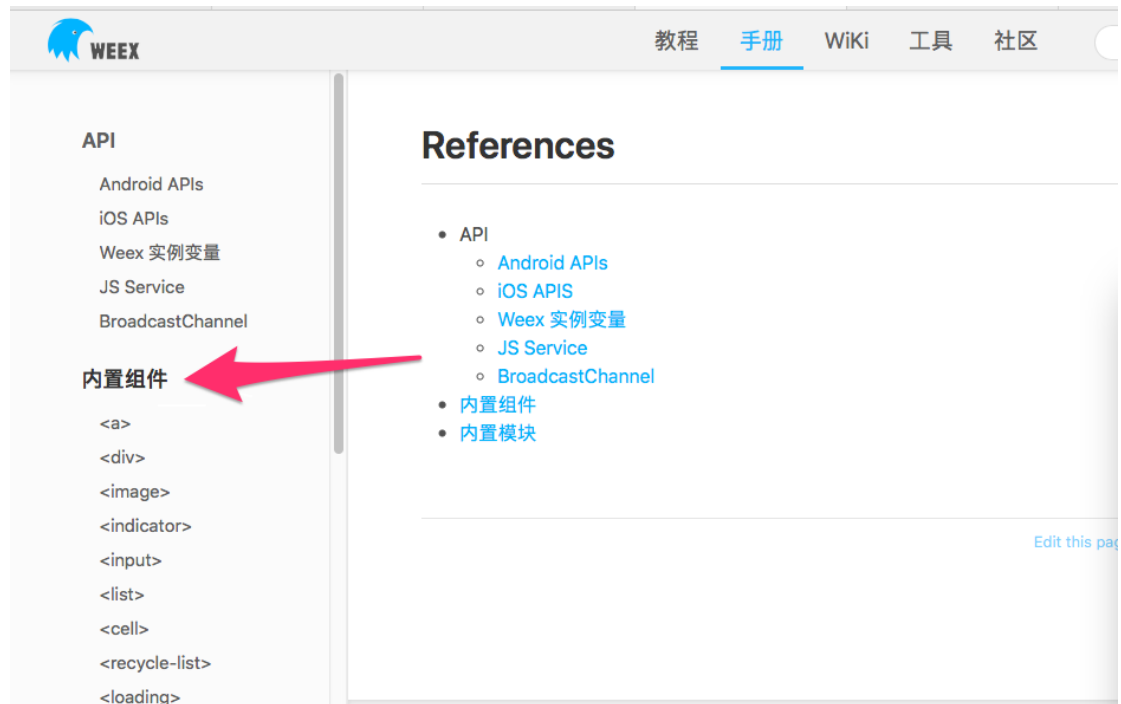 WEEX
教程 手册 WiKi 工具 社区
API
Android APIs
iOS APIs
Weex 实例变量
JS Service
BroadcastChannel
内置组件
<a>
<div>
<image>
<indicator>
<input>
<list>
<cell>
<recycle-list>
<loading>
References
API
Android APIs
iOS APIS
Weex 实例变量
JS Service
BroadcastChannel
内置组件
内置模块
Edit this pag